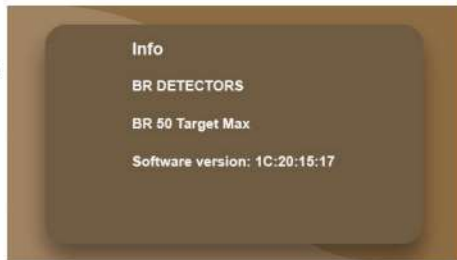 Info
BR DETECTORS
BR 50 Target Max
Software version: 1C:20:15:17